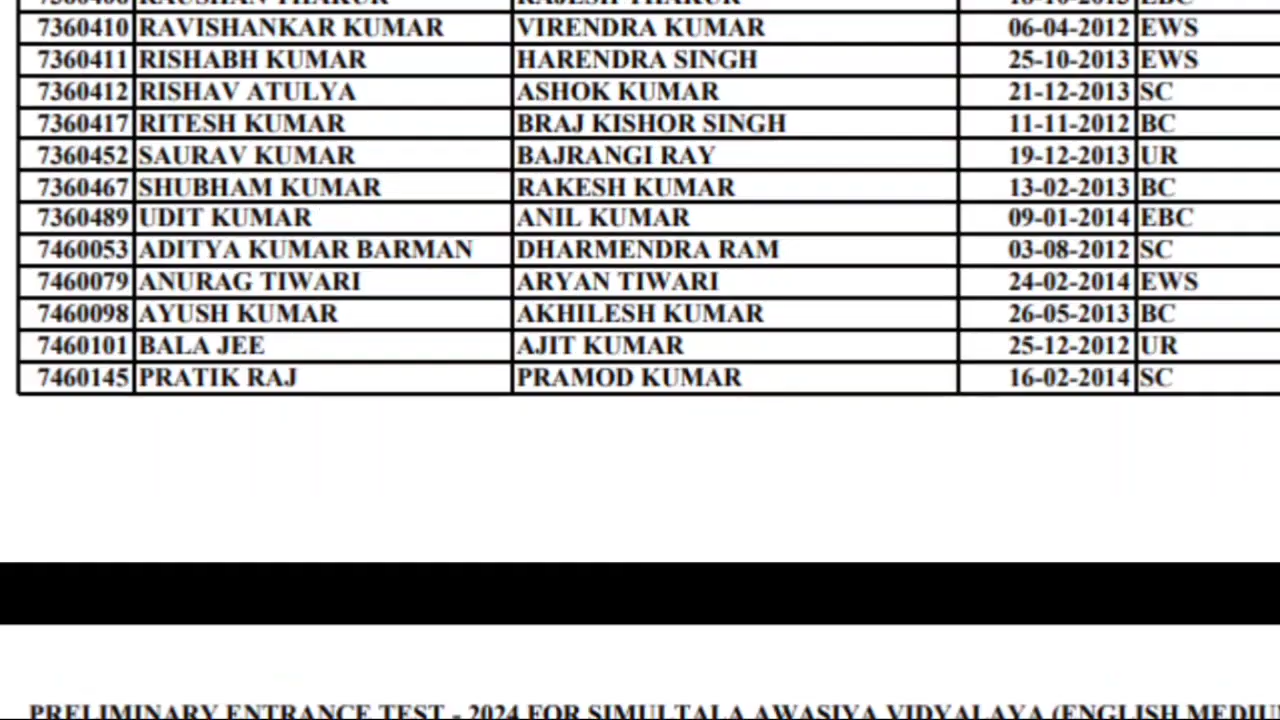 7360410 RAVISHANKAR KUMAR VIRENDRA KUMAR 06-04-2012 EWS
7360411 RISHABH KUMAR HARENDRA SINGH 25-10-2013 EWS
7360412 RISHAV ATULYA ASHOK KUMAR 21-12-2013 SC
7360417 RITESH KUMAR BRAJ KISHOR SINGH 11-11-2012 BC
7360452 SAURAV KUMAR BAJRANGI RAY 19-12-2013 UR
7360467 SHUBHAM KUMAR RAKESH KUMAR 13-02-2013 BC
7360489 UDIT KUMAR ANIL KUMAR 09-01-2014 EBC
7460053 ADITYA KUMAR BARMAN DHARMENDRA RAM 03-08-2012 SC
7460079 ANURAG TIWARI ARYAN TIWARI 24-02-2014 EWS
7460098 AYUSH KUMAR AKHILESH KUMAR 26-05-2013 BC
7460101 BALA JEE AJIT KUMAR 25-12-2012 UR
7460145 PRATIK RAJ PRAMOD KUMAR 16-02-2014 SC
PRELIMINARY ENTRANCE TEST - 2024 FOR SIMULTALA AWASIYA VIDYALAYA (ENGLISH